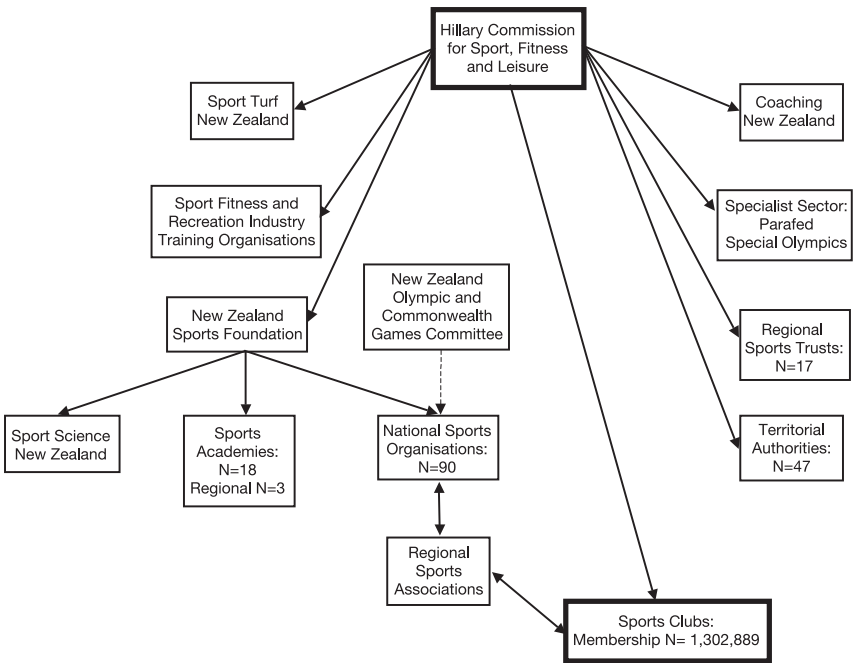 Hillary Commission
for Sport, Fitness
and Leisure
Sport Turf
New Zealand
Coaching
New Zealand
Sport Fitness and
Recreation Industry
Training Organisations
Specialist Sector:
Parafed
Special Olympics
New Zealand
Olympic and
Commonwealth
Games Committee
New Zealand
Sports Foundation
Regional
Sports Trusts:
N=17
Sport Science
New Zealand
Sports
Academies:
N=18
Regional N=3
National Sports
Organisations:
N=90
Territorial
Authorities:
N=47
Regional
Sports
Associations
Sports Clubs:
Membership N= 1,302,889